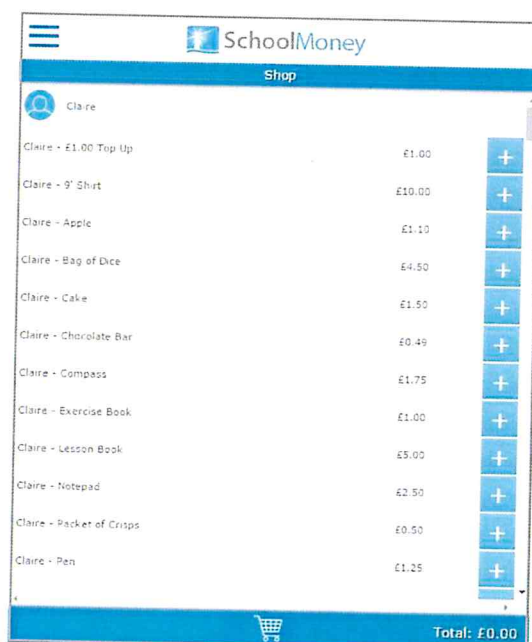 SchoolMoney
Shop
Claire
Claire - £1.00 Top Up £1.00 +
Claire - 9' Shirt £10.00 +
Claire - Apple £1.10 +
Claire - Bag of Dice £4.50 +
Claire - Cake £1.50 +
Claire - Chocolate Bar £0.49 +
Claire - Compass £1.75 +
Claire - Exercise Book £1.00 +
Claire - Lesson Book £5.00 +
Claire - Notepad £2.50 +
Claire - Packet of Crisps £0.50 +
Claire - Pen £1.25 +
Total: £0.00